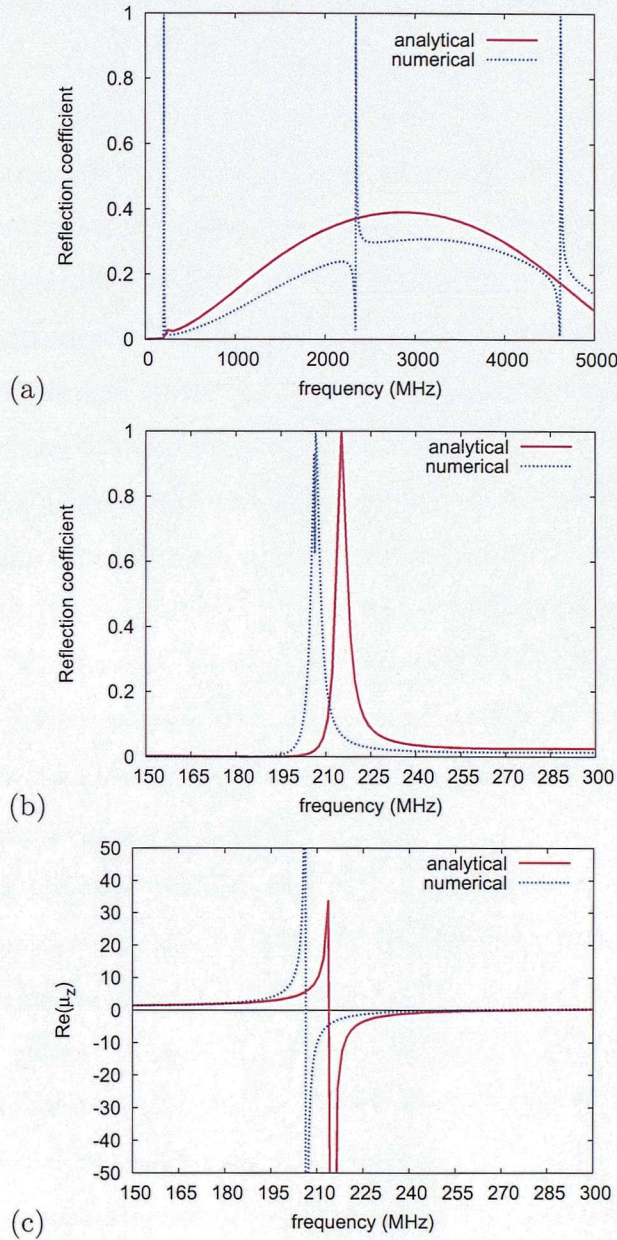 1
0.8
0.6
0.4
0.2
0
Reflection coefficient
analytical
numerical
0 1000 2000 3000 4000 5000
frequency (MHz)
(a)
1
0.8
0.6
0.4
0.2
0
Reflection coefficient
analytical
numerical
150 165 180 195 210 225 240 255 270 285 300
frequency (MHz)
(b)
50
40
30
20
10
0
-10
-20
-30
-40
-50
Re(μz)
analytical
numerical
150 165 180 195 210 225 240 255 270 285 300
frequency (MHz)
(c)